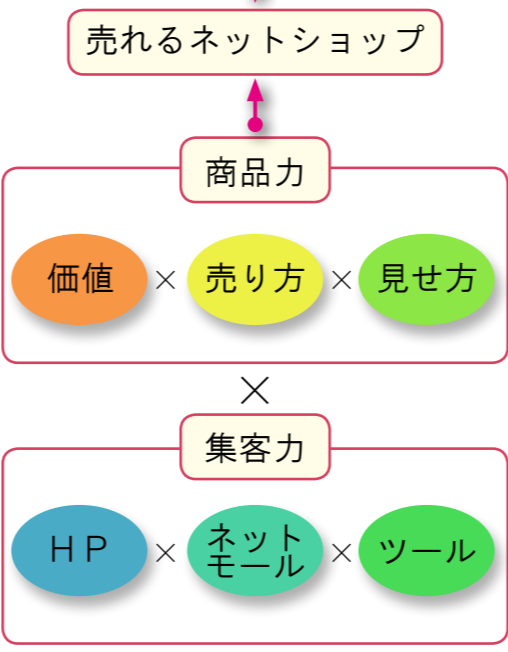 売れるネットショップ
商品力
価値 × 売り方 × 見せ方
×
集客力
ＨＰ × ネットモール × ツール